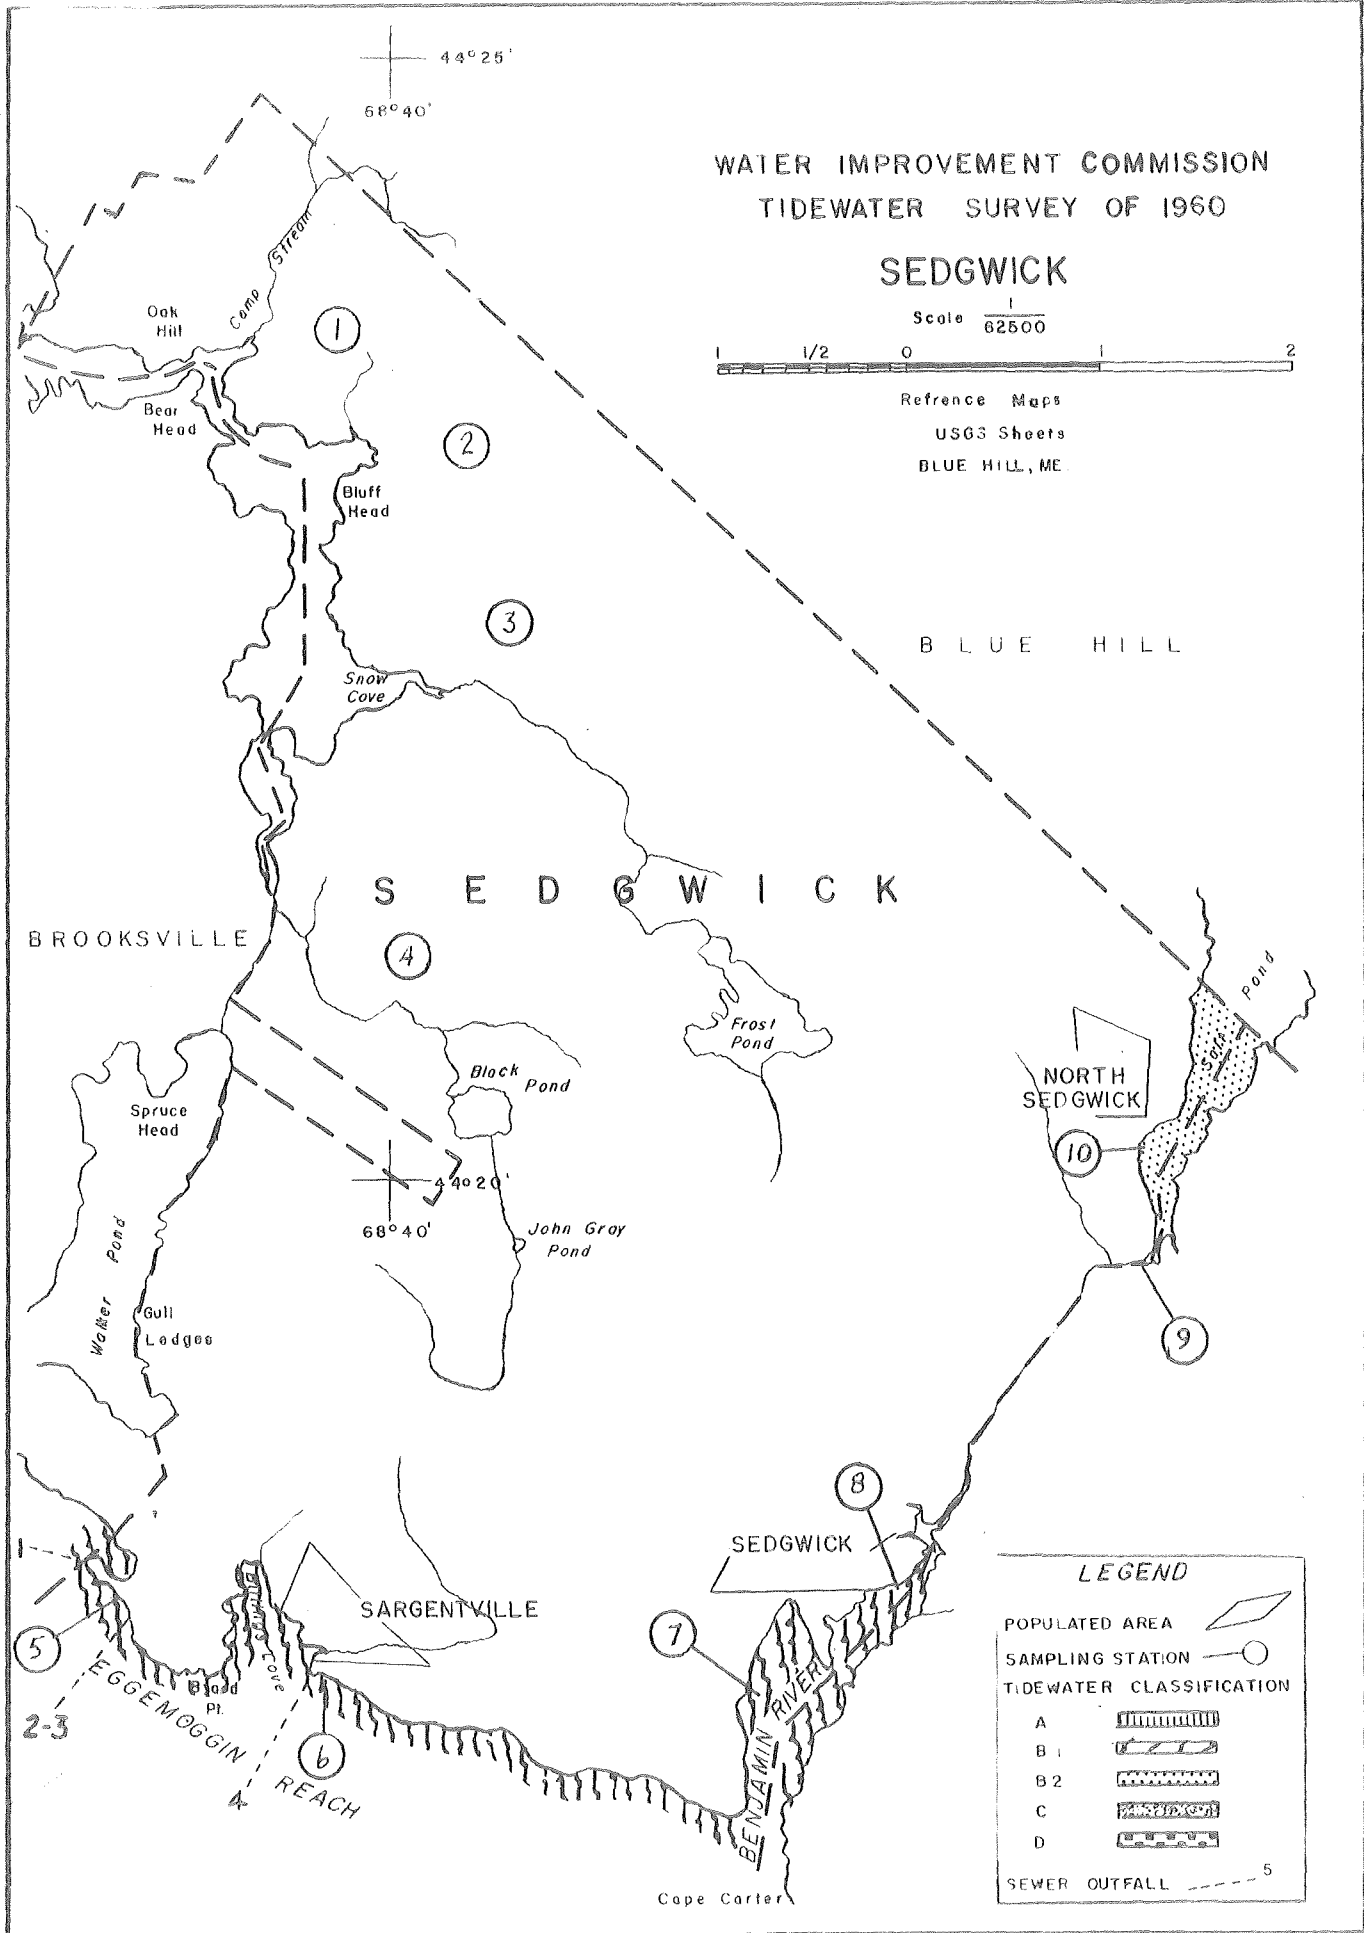 44°25'
68°40'
WATER IMPROVEMENT COMMISSION
TIDEWATER SURVEY OF 1960
SEDGWICK
Scale 1/62500
1 1/2 0 1 2
Refrence Maps
USGS Sheets
BLUE HILL, ME.
Camp Stream
Oak
Hill
1
Bear
Head
2
Bluff
Head
3
BLUE HILL
Snow
Cove
SEDGWICK
BROOKSVILLE
4
Pond
Salt
Frost
Pond
Black
Pond
NORTH
SEDGWICK
Spruce
Head
10
44°20'
68°40'
John Gray
Pond
Walker Pond
Gull
Ledges
9
8
SEDGWICK
1
SARGENTVILLE
5
7
Cove
Pt.
EGGEMOGGIN
REACH
2-3
6
4
BENJAMIN RIVER
Cape Carter
LEGEND
POPULATED AREA
SAMPLING STATION
TIDEWATER CLASSIFICATION
A
B 1
B 2
C
D
SEWER OUTFALL 5